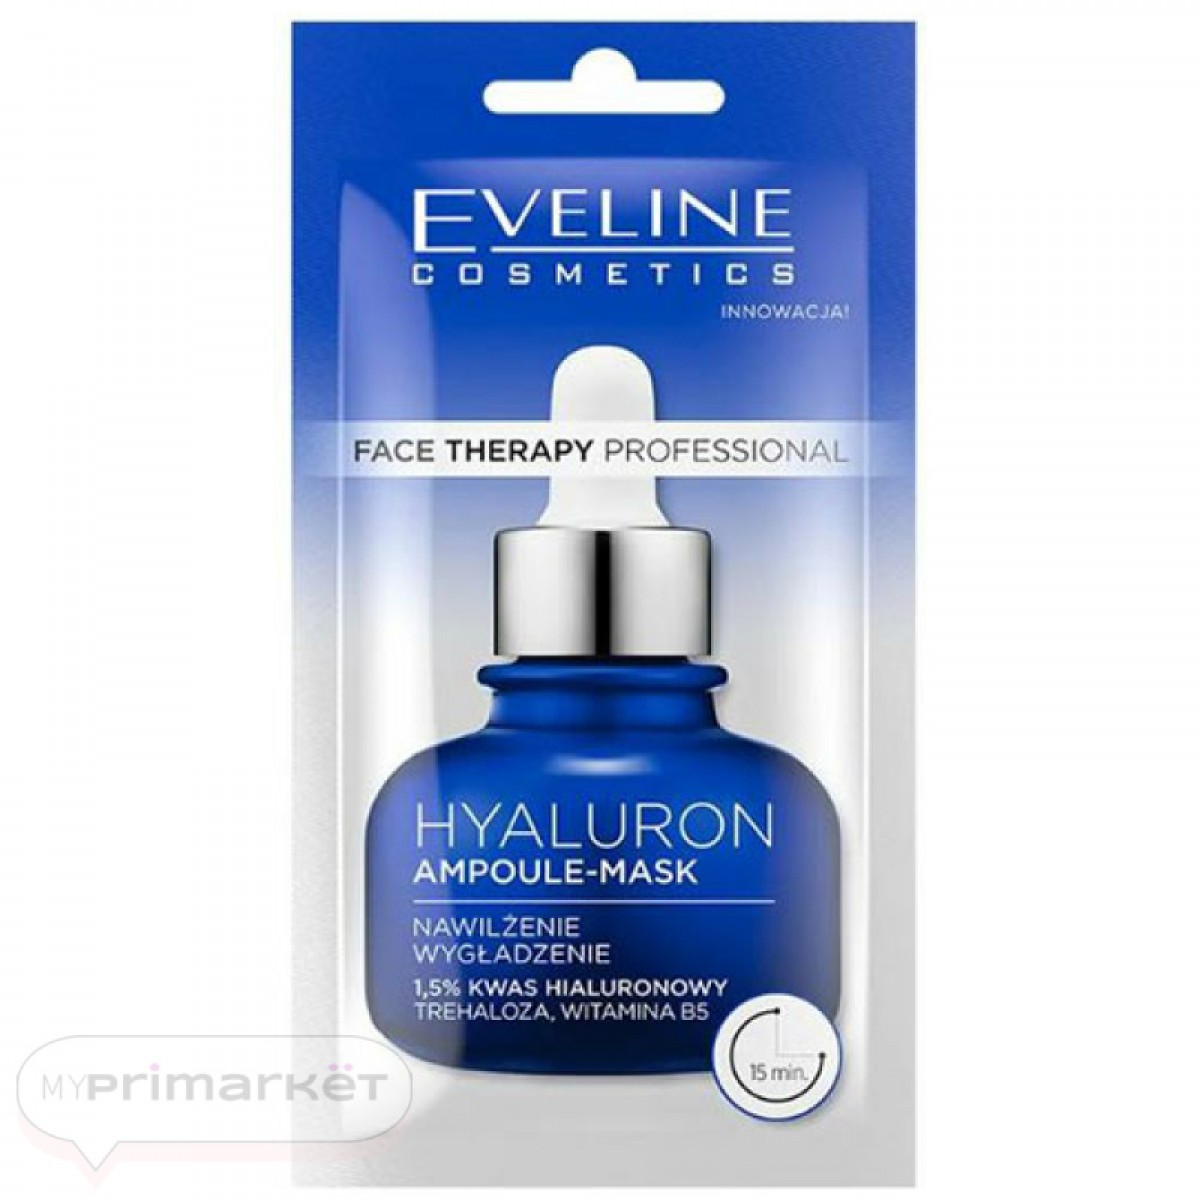 EVELINE
COSMETICS
INNOWACJA!
FACE THERAPY PROFESSIONAL
HYALURON
AMPOULE-MASK
NAWILŻENIE
WYGŁADZENIE
1,5% KWAS HIALURONOWY
TREHALOZA, WITAMINA B5
15 min.
MYPrimarkët